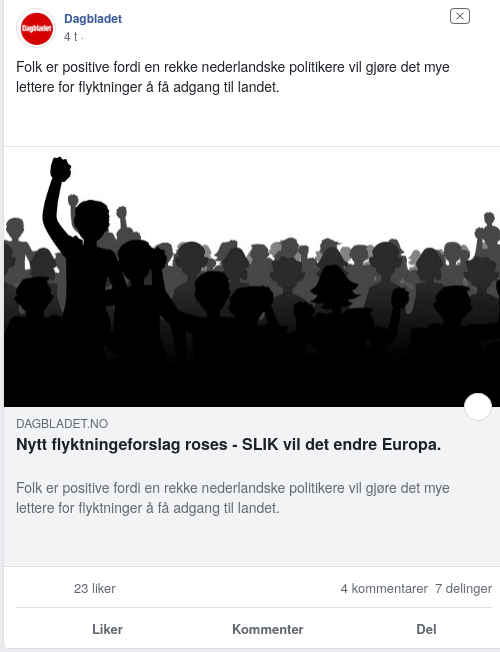 Dagbladet
Dagbladet
4 t ·
Folk er positive fordi en rekke nederlandske politikere vil gjøre det mye
lettere for flyktninger å få adgang til landet.
DAGBLADET.NO
Nytt flyktningeforslag roses - SLIK vil det endre Europa.
Folk er positive fordi en rekke nederlandske politikere vil gjøre det mye
lettere for flyktninger å få adgang til landet.
23 liker
4 kommentarer 7 delinger
Liker Kommenter Del